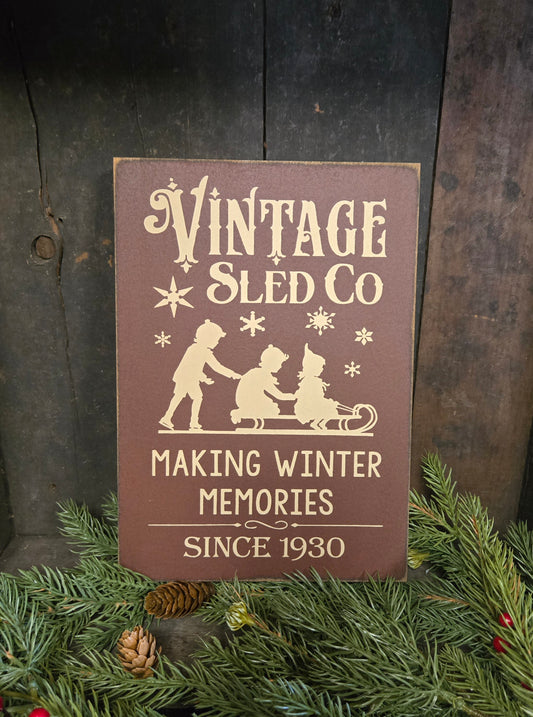 VINTAGE
SLED CO
MAKING WINTER
MEMORIES
SINCE 1930